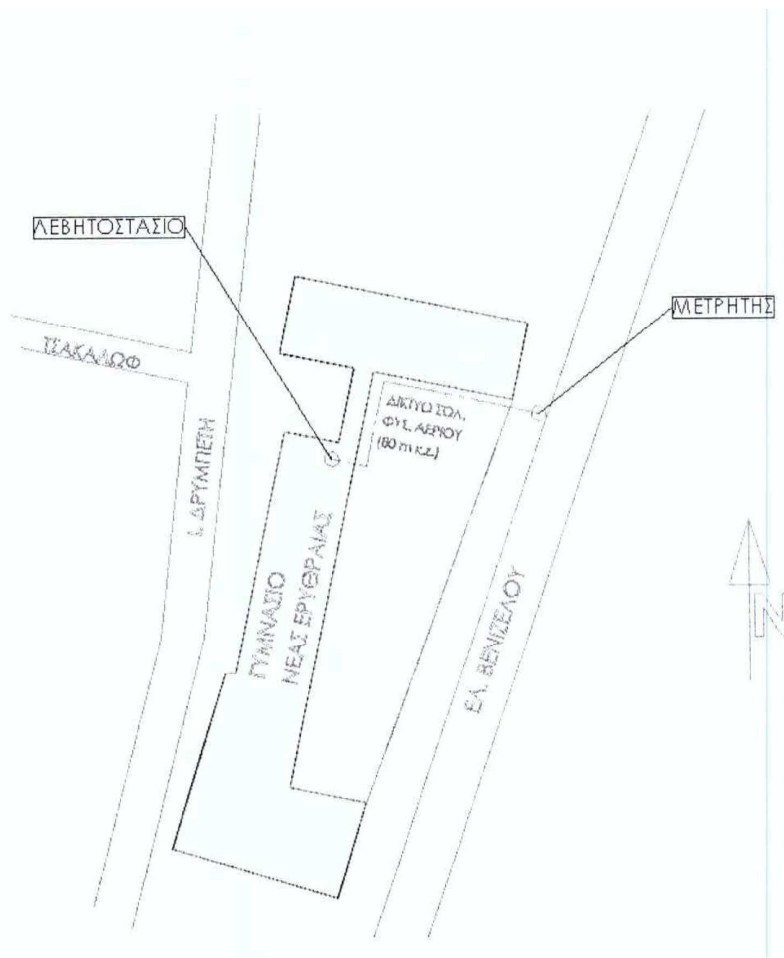 ΛΕΒΗΤΟΣΤΑΣΙΟ
ΜΕΤΡΗΤΗΣ
ΤΣΑΚΑΛΩΦ
ΔΙΚΤΥΟ ΣΩΛ.
ΦΥΣ. ΑΕΡΙΟΥ
(80 m κ.Σ.)
Ι. ΔΡΥΜΠΕΤΗ
ΓΥΜΝΑΣΙΟ
ΝΕΑΣ ΕΡΥΘΡΑΙΑΣ
ΕΛ. ΒΕΝΙΖΕΛΟΥ
N